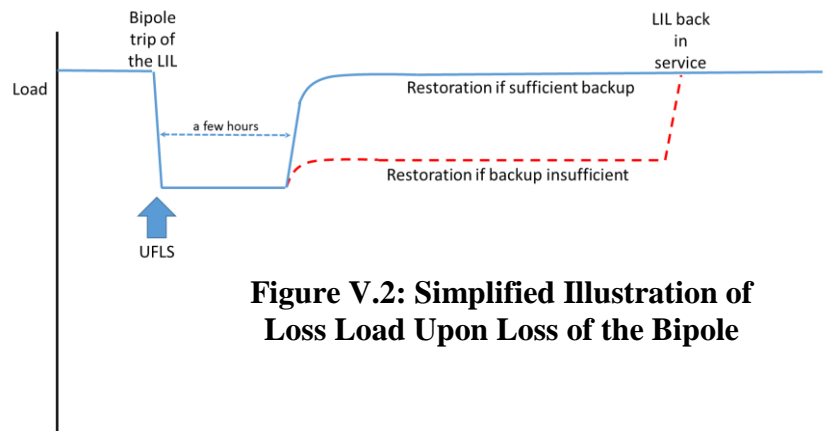 Bipole
trip of
the LIL
LIL back
in
service
Load
Restoration if sufficient backup
a few hours
Restoration if backup insufficient
UFLS
Figure V.2: Simplified Illustration of
Loss Load Upon Loss of the Bipole